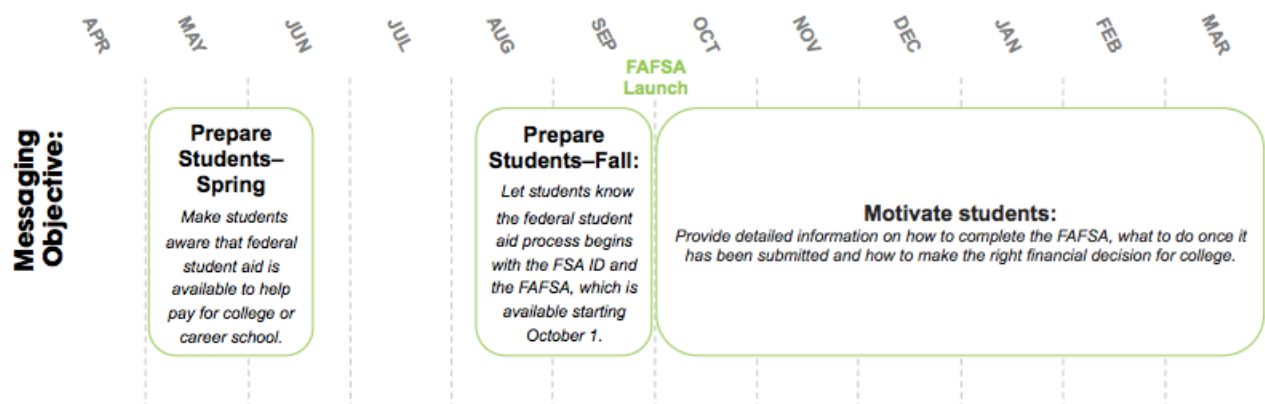 APR MAY JUN JUL AUG SEP OCT NOV DEC JAN FEB MAR
FAFSA
Launch
Messaging
Objective:
Prepare
Students–
Spring
Make students
aware that federal
student aid is
available to help
pay for college or
career school.
Prepare
Students–Fall:
Let students know
the federal student
aid process begins
with the FSA ID and
the FAFSA, which is
available starting
October 1.
Motivate students:
Provide detailed information on how to complete the FAFSA, what to do once it
has been submitted and how to make the right financial decision for college.